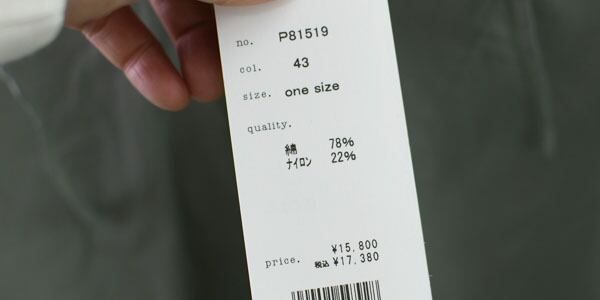 no. P81519
col. 43
size. one size
quality.
綿 78%
ナイロン 22%
¥15,800
price. 税込 ¥17,380